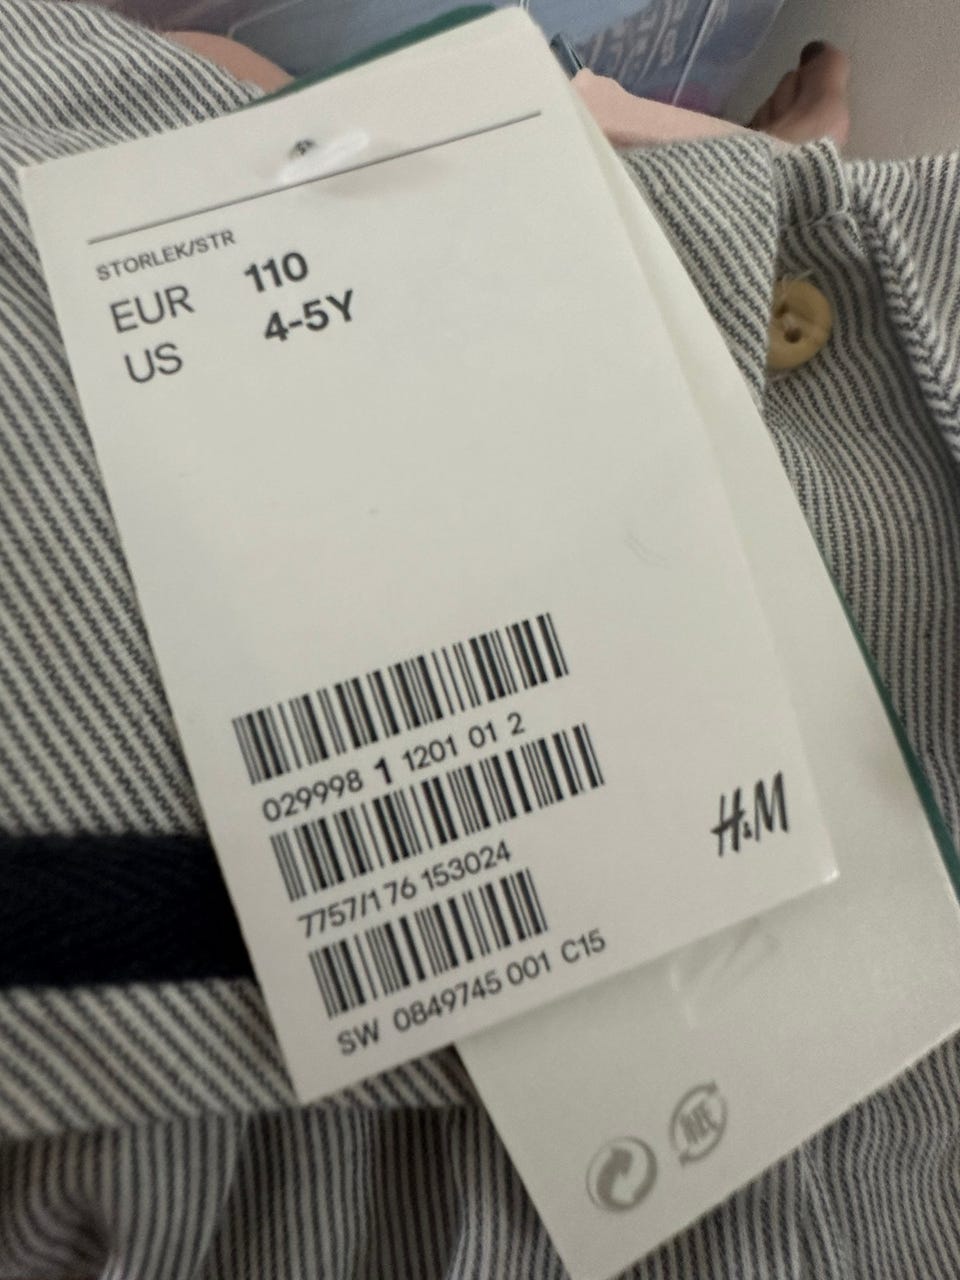 STORLEK/STR
EUR 110
US 4-5Y
029998 1 1201 01 2
7757/1 76 153024
SW 0849745 001 C15
H&M